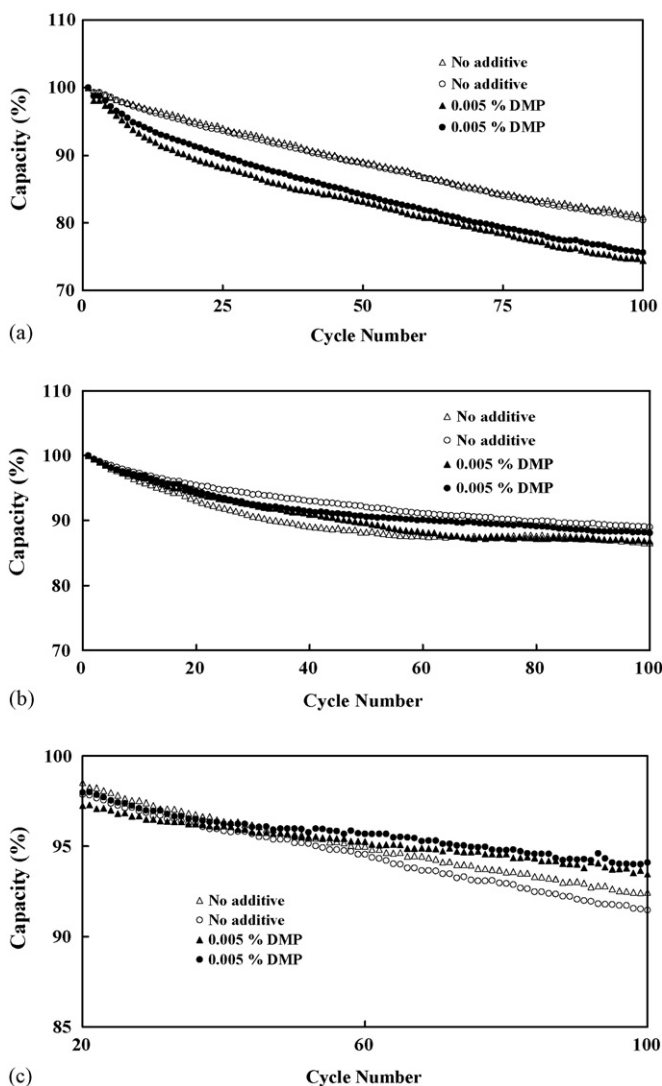 110
100
90
80
70
Capacity (%)
△ No additive
○ No additive
▲ 0.005 % DMP
● 0.005 % DMP
0 25 50 75 100
Cycle Number
(a)
110
100
90
80
70
Capacity (%)
△ No additive
○ No additive
▲ 0.005 % DMP
● 0.005 % DMP
0 20 40 60 80 100
Cycle Number
(b)
100
95
90
85
Capacity (%)
△ No additive
○ No additive
▲ 0.005 % DMP
● 0.005 % DMP
20 60 100
Cycle Number
(c)